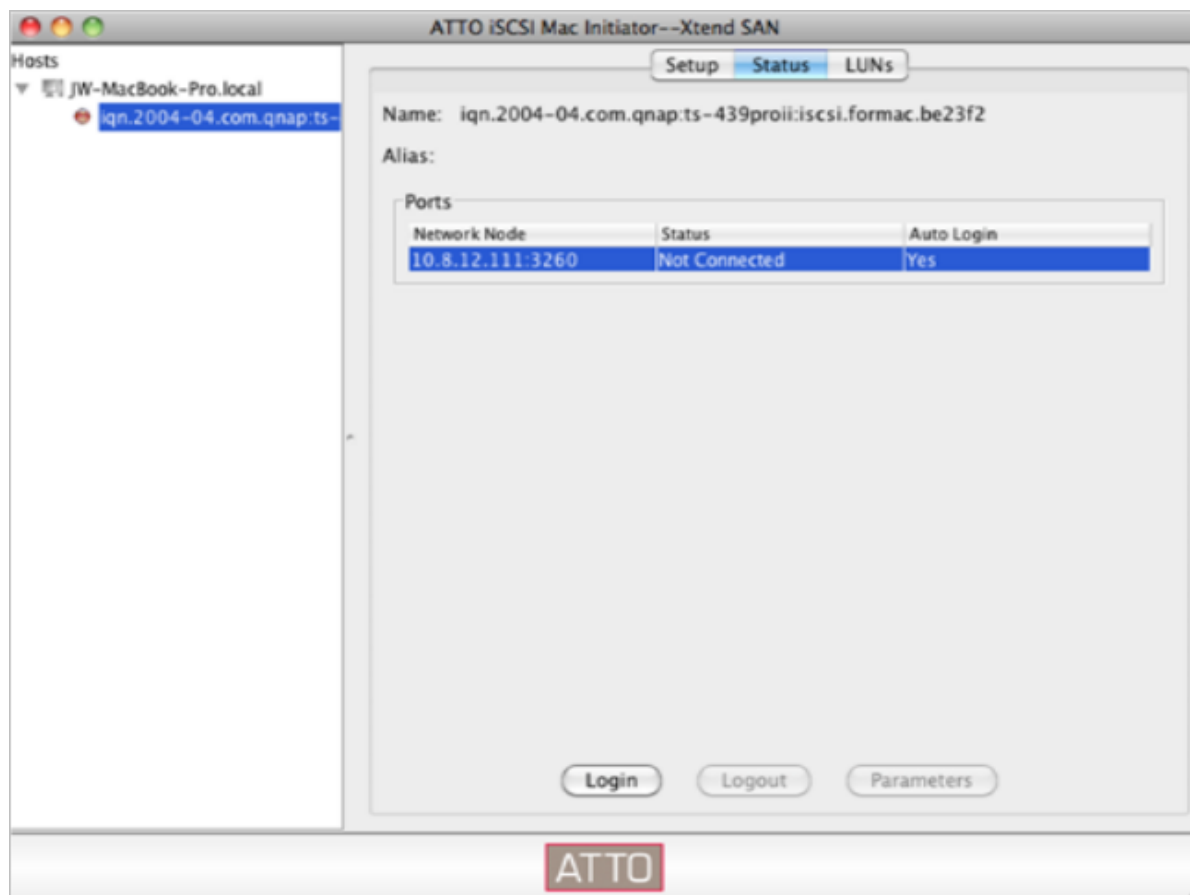 ATTO iSCSI Mac Initiator--Xtend SAN
Hosts
JW-MacBook-Pro.local
iqn.2004-04.com.qnap:ts-
Setup Status LUNs
Name: iqn.2004-04.com.qnap:ts-439proii:iscsi.formac.be23f2
Alias:
Ports
Network Node Status Auto Login
10.8.12.111:3260 Not Connected Yes
Login Logout Parameters
ATTO